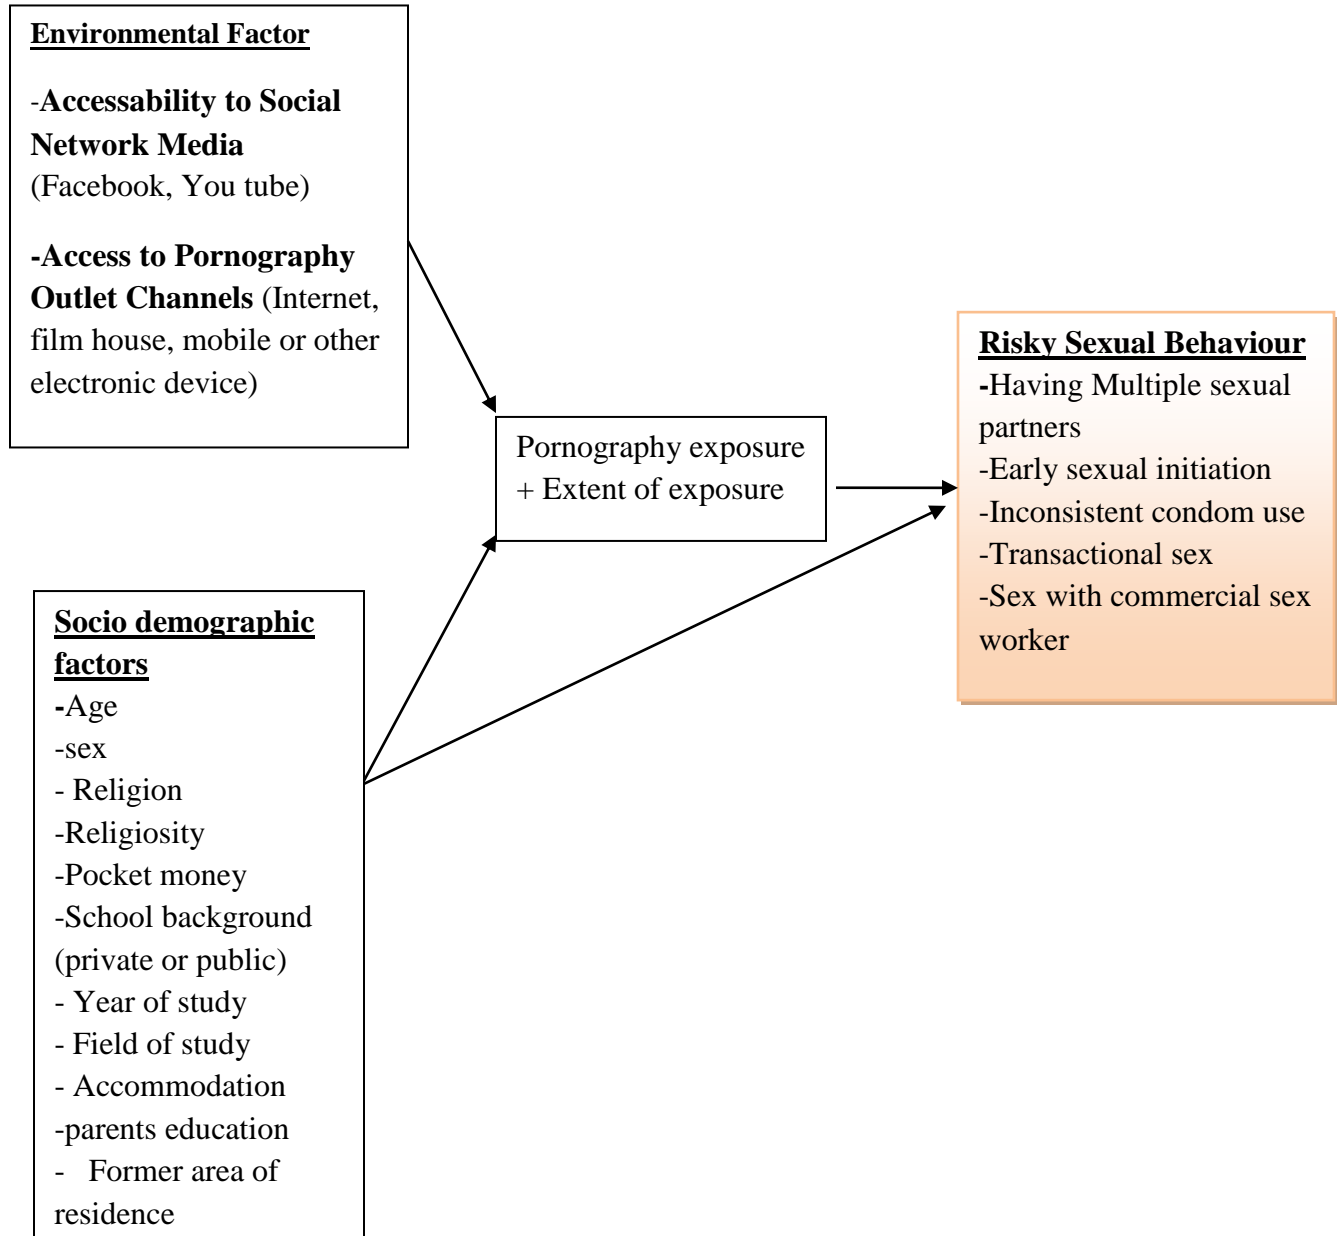 Environmental Factor
-Accessability to Social
Network Media
(Facebook, You tube)
-Access to Pornography
Outlet Channels (Internet,
film house, mobile or other
electronic device)
Socio demographic
factors
-Age
-sex
- Religion
-Religiosity
-Pocket money
-School background
(private or public)
- Year of study
- Field of study
- Accommodation
-parents education
- Former area of
residence
Pornography exposure
+ Extent of exposure
Risky Sexual Behaviour
-Having Multiple sexual
partners
-Early sexual initiation
-Inconsistent condom use
-Transactional sex
-Sex with commercial sex
worker